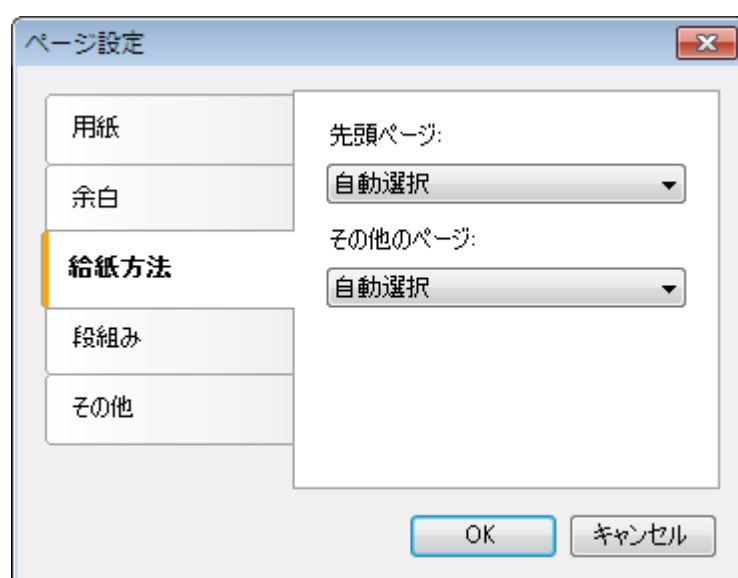 ページ設定
用紙
余白
給紙方法
段組み
その他
先頭ページ:
自動選択
その他のページ:
自動選択
OK
キャンセル